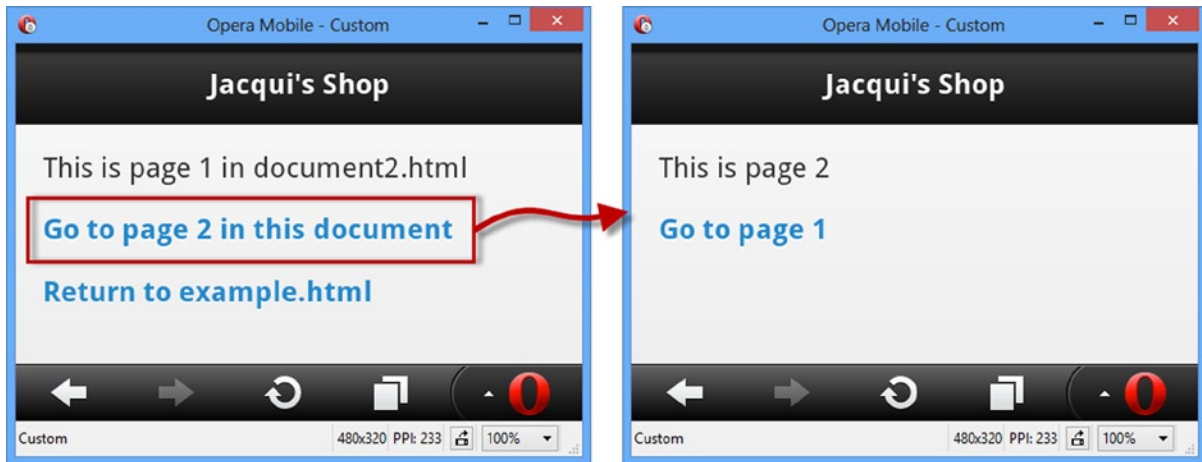 Opera Mobile - Custom
Jacqui's Shop
This is page 1 in document2.html
Go to page 2 in this document
Return to example.html
Custom
480x320 PPI: 233
100%
Opera Mobile - Custom
Jacqui's Shop
This is page 2
Go to page 1
Custom
480x320 PPI: 233
100%